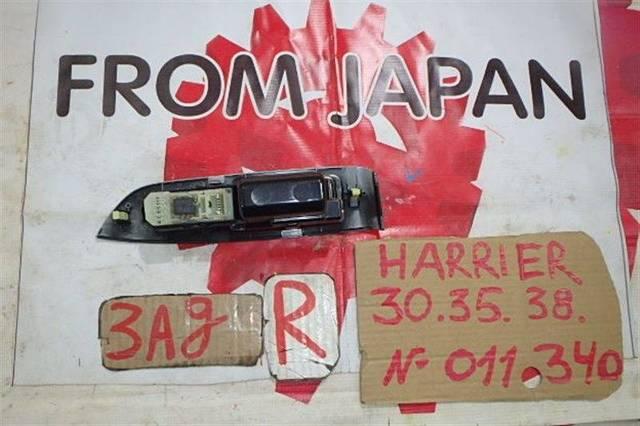 FROM JAPAN
ЗАд
R
HARRIER
30.35.38.
№ 011.340